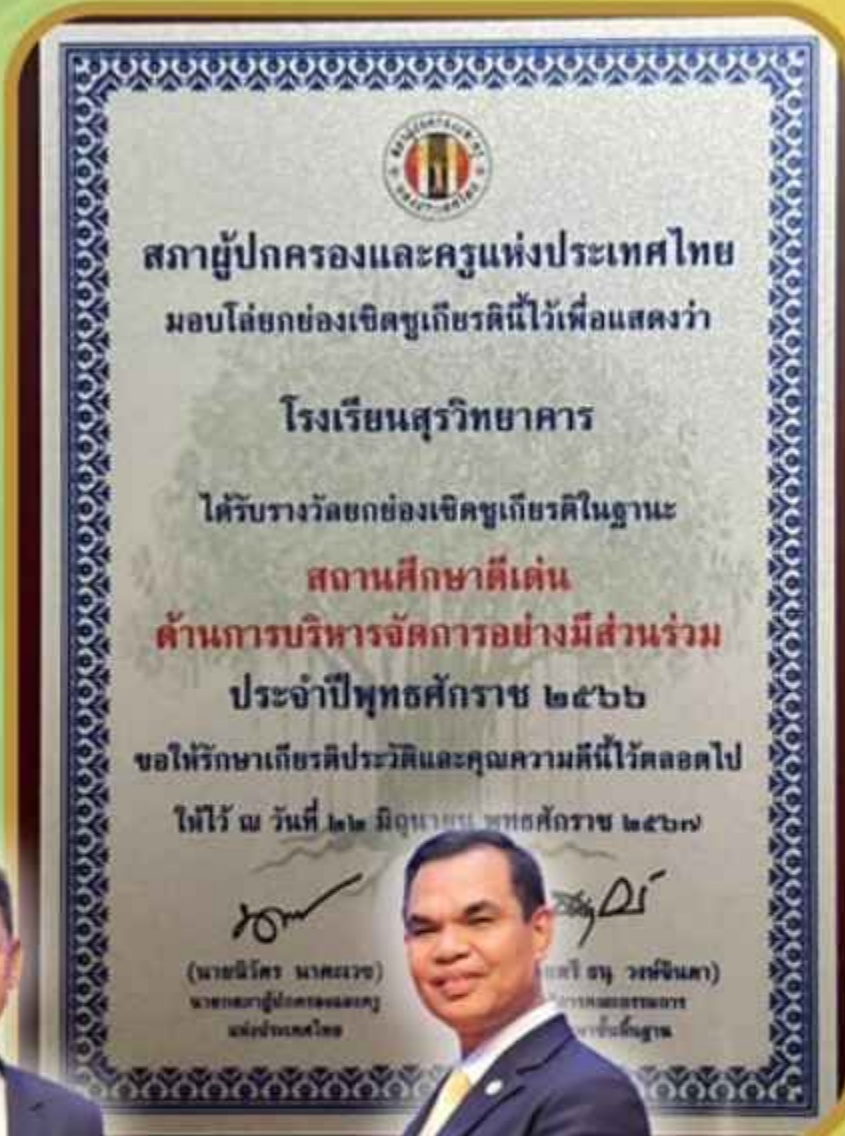 สภาผู้ปกครองและครูแห่งประเทศไทย
มอบโล่ยกย่องเชิดชูเกียรตินี้ไว้เพื่อแสดงว่า
โรงเรียนสุรวิทยาคาร
ได้รับรางวัลยกย่องเชิดชูเกียรติในฐานะ
สถานศึกษาดีเด่น
ด้านการบริหารจัดการอย่างมีส่วนร่วม
ประจำปีพุทธศักราช ๒๕๖๖
ขอให้รักษาเกียรติประวัติและคุณความดีนี้ไว้ตลอดไป
ให้ไว้ ณ วันที่ ๒๒ มิถุนายน พุทธศักราช ๒๕๖๗
(นายนิวัตร นาคะเวช) ธนู วงษ์จินดา)
นายกสภาผู้ปกครองและครู
แห่งประเทศไทย